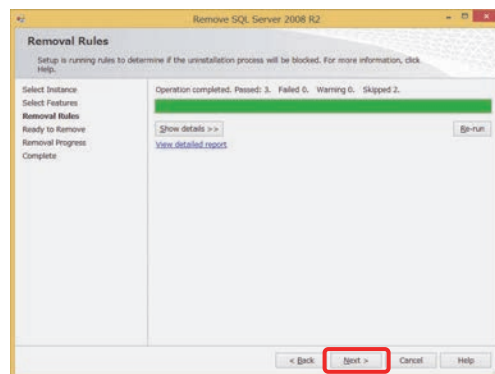 Remove SQL Server 2008 R2
Removal Rules
Setup is running rules to determine if the uninstallation process will be blocked. For more information, click
Help.
Select Instance
Select Features
Removal Rules
Ready to Remove
Removal Progress
Complete
Operation completed. Passed: 3. Failed 0. Warning 0. Skipped 2.
Show details >>
Re-run
View detailed report
< Back
Next >
Cancel
Help